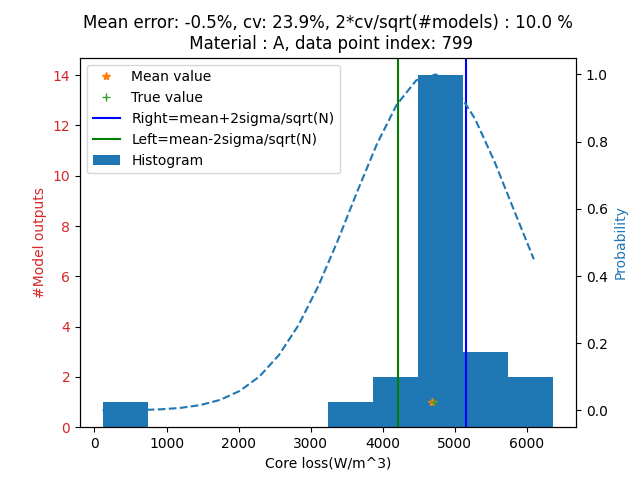 Mean error: -0.5%, cv: 23.9%, 2*cv/sqrt(#models) : 10.0 %
Material : A, data point index: 799
Mean value
True value
Right=mean+2sigma/sqrt(N)
Left=mean-2sigma/sqrt(N)
Histogram
#Model outputs
14
12
10
8
6
4
2
0
1.0
0.8
0.6
0.4
0.2
0.0
Probability
0 1000 2000 3000 4000 5000 6000
Core loss(W/m^3)